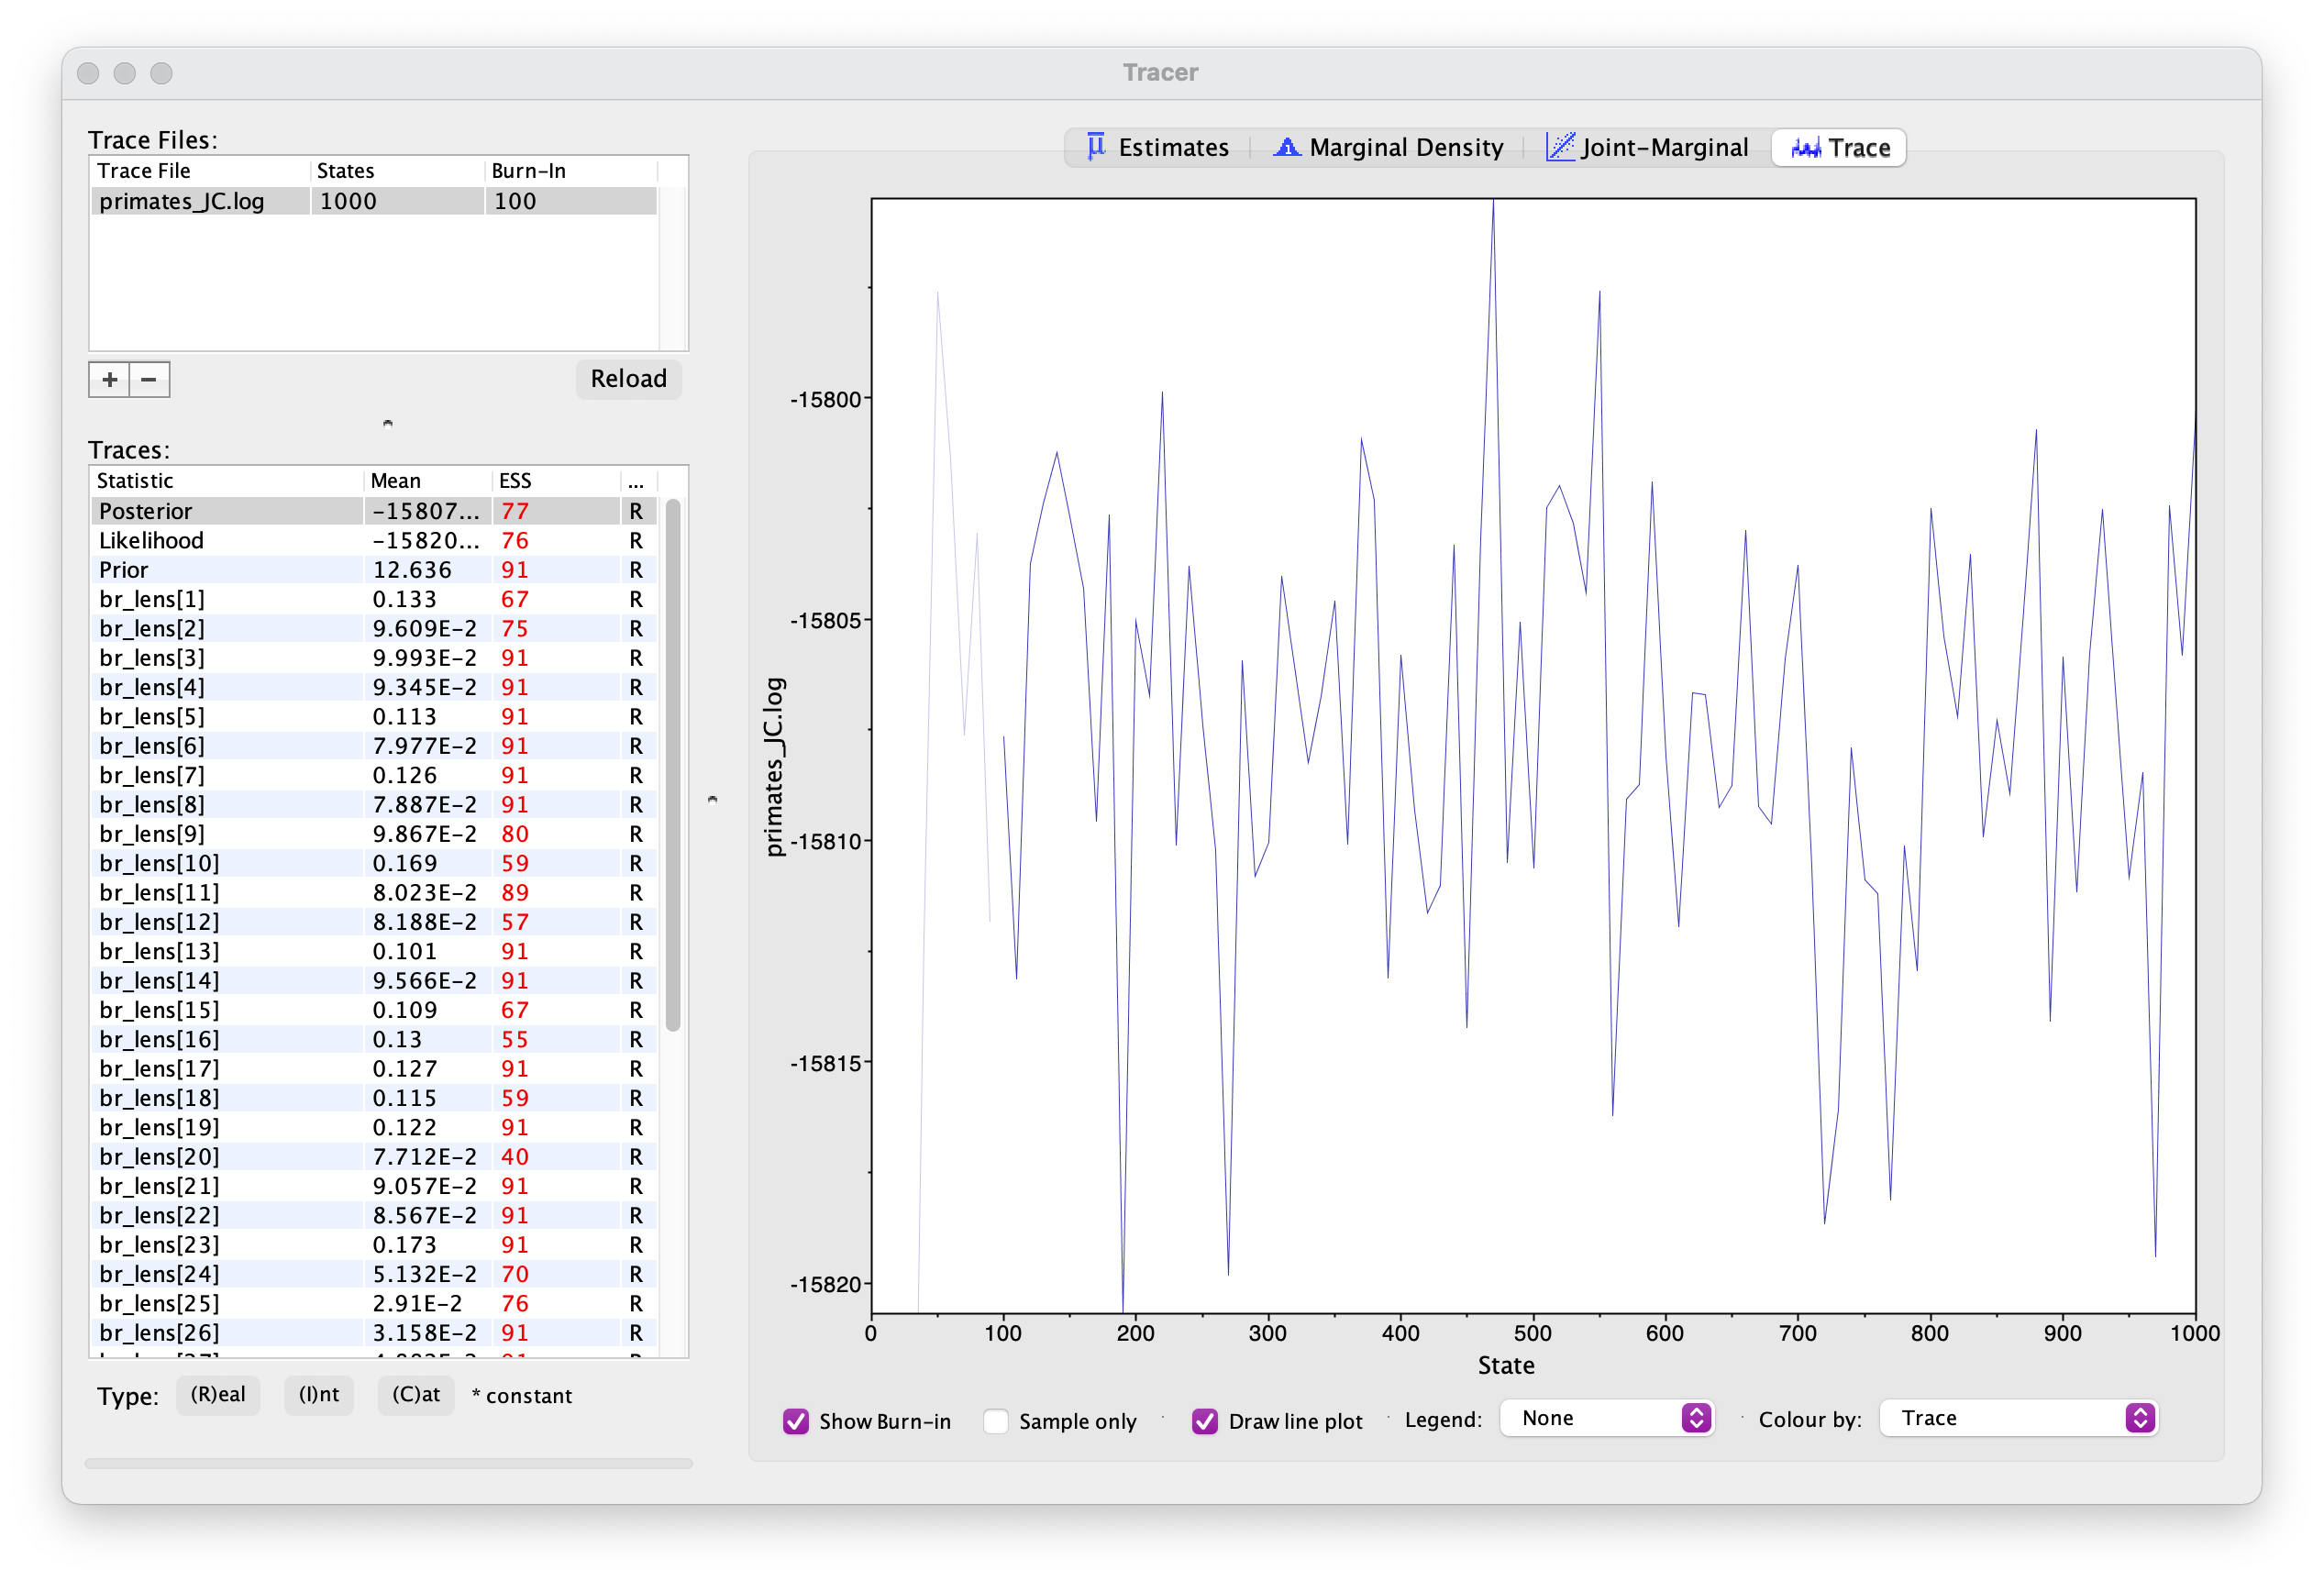 Tracer
Trace Files:
Trace File States Burn-In
primates_JC.log 1000 100
+ − Reload
Traces:
Statistic Mean ESS ...
Posterior -15807... 77 R
Likelihood -15820... 76 R
Prior 12.636 91 R
br_lens[1] 0.133 67 R
br_lens[2] 9.609E-2 75 R
br_lens[3] 9.993E-2 91 R
br_lens[4] 9.345E-2 91 R
br_lens[5] 0.113 91 R
br_lens[6] 7.977E-2 91 R
br_lens[7] 0.126 91 R
br_lens[8] 7.887E-2 91 R
br_lens[9] 9.867E-2 80 R
br_lens[10] 0.169 59 R
br_lens[11] 8.023E-2 89 R
br_lens[12] 8.188E-2 57 R
br_lens[13] 0.101 91 R
br_lens[14] 9.566E-2 91 R
br_lens[15] 0.109 67 R
br_lens[16] 0.13 55 R
br_lens[17] 0.127 91 R
br_lens[18] 0.115 59 R
br_lens[19] 0.122 91 R
br_lens[20] 7.712E-2 40 R
br_lens[21] 9.057E-2 91 R
br_lens[22] 8.567E-2 91 R
br_lens[23] 0.173 91 R
br_lens[24] 5.132E-2 70 R
br_lens[25] 2.91E-2 76 R
br_lens[26] 3.158E-2 91 R
Type: (R)eal (I)nt (C)at * constant
Estimates Marginal Density Joint-Marginal Trace
primates_JC.log
-15800
-15805
-15810
-15815
-15820
0 100 200 300 400 500 600 700 800 900 1000
State
Show Burn-in Sample only Draw line plot Legend: None Colour by: Trace